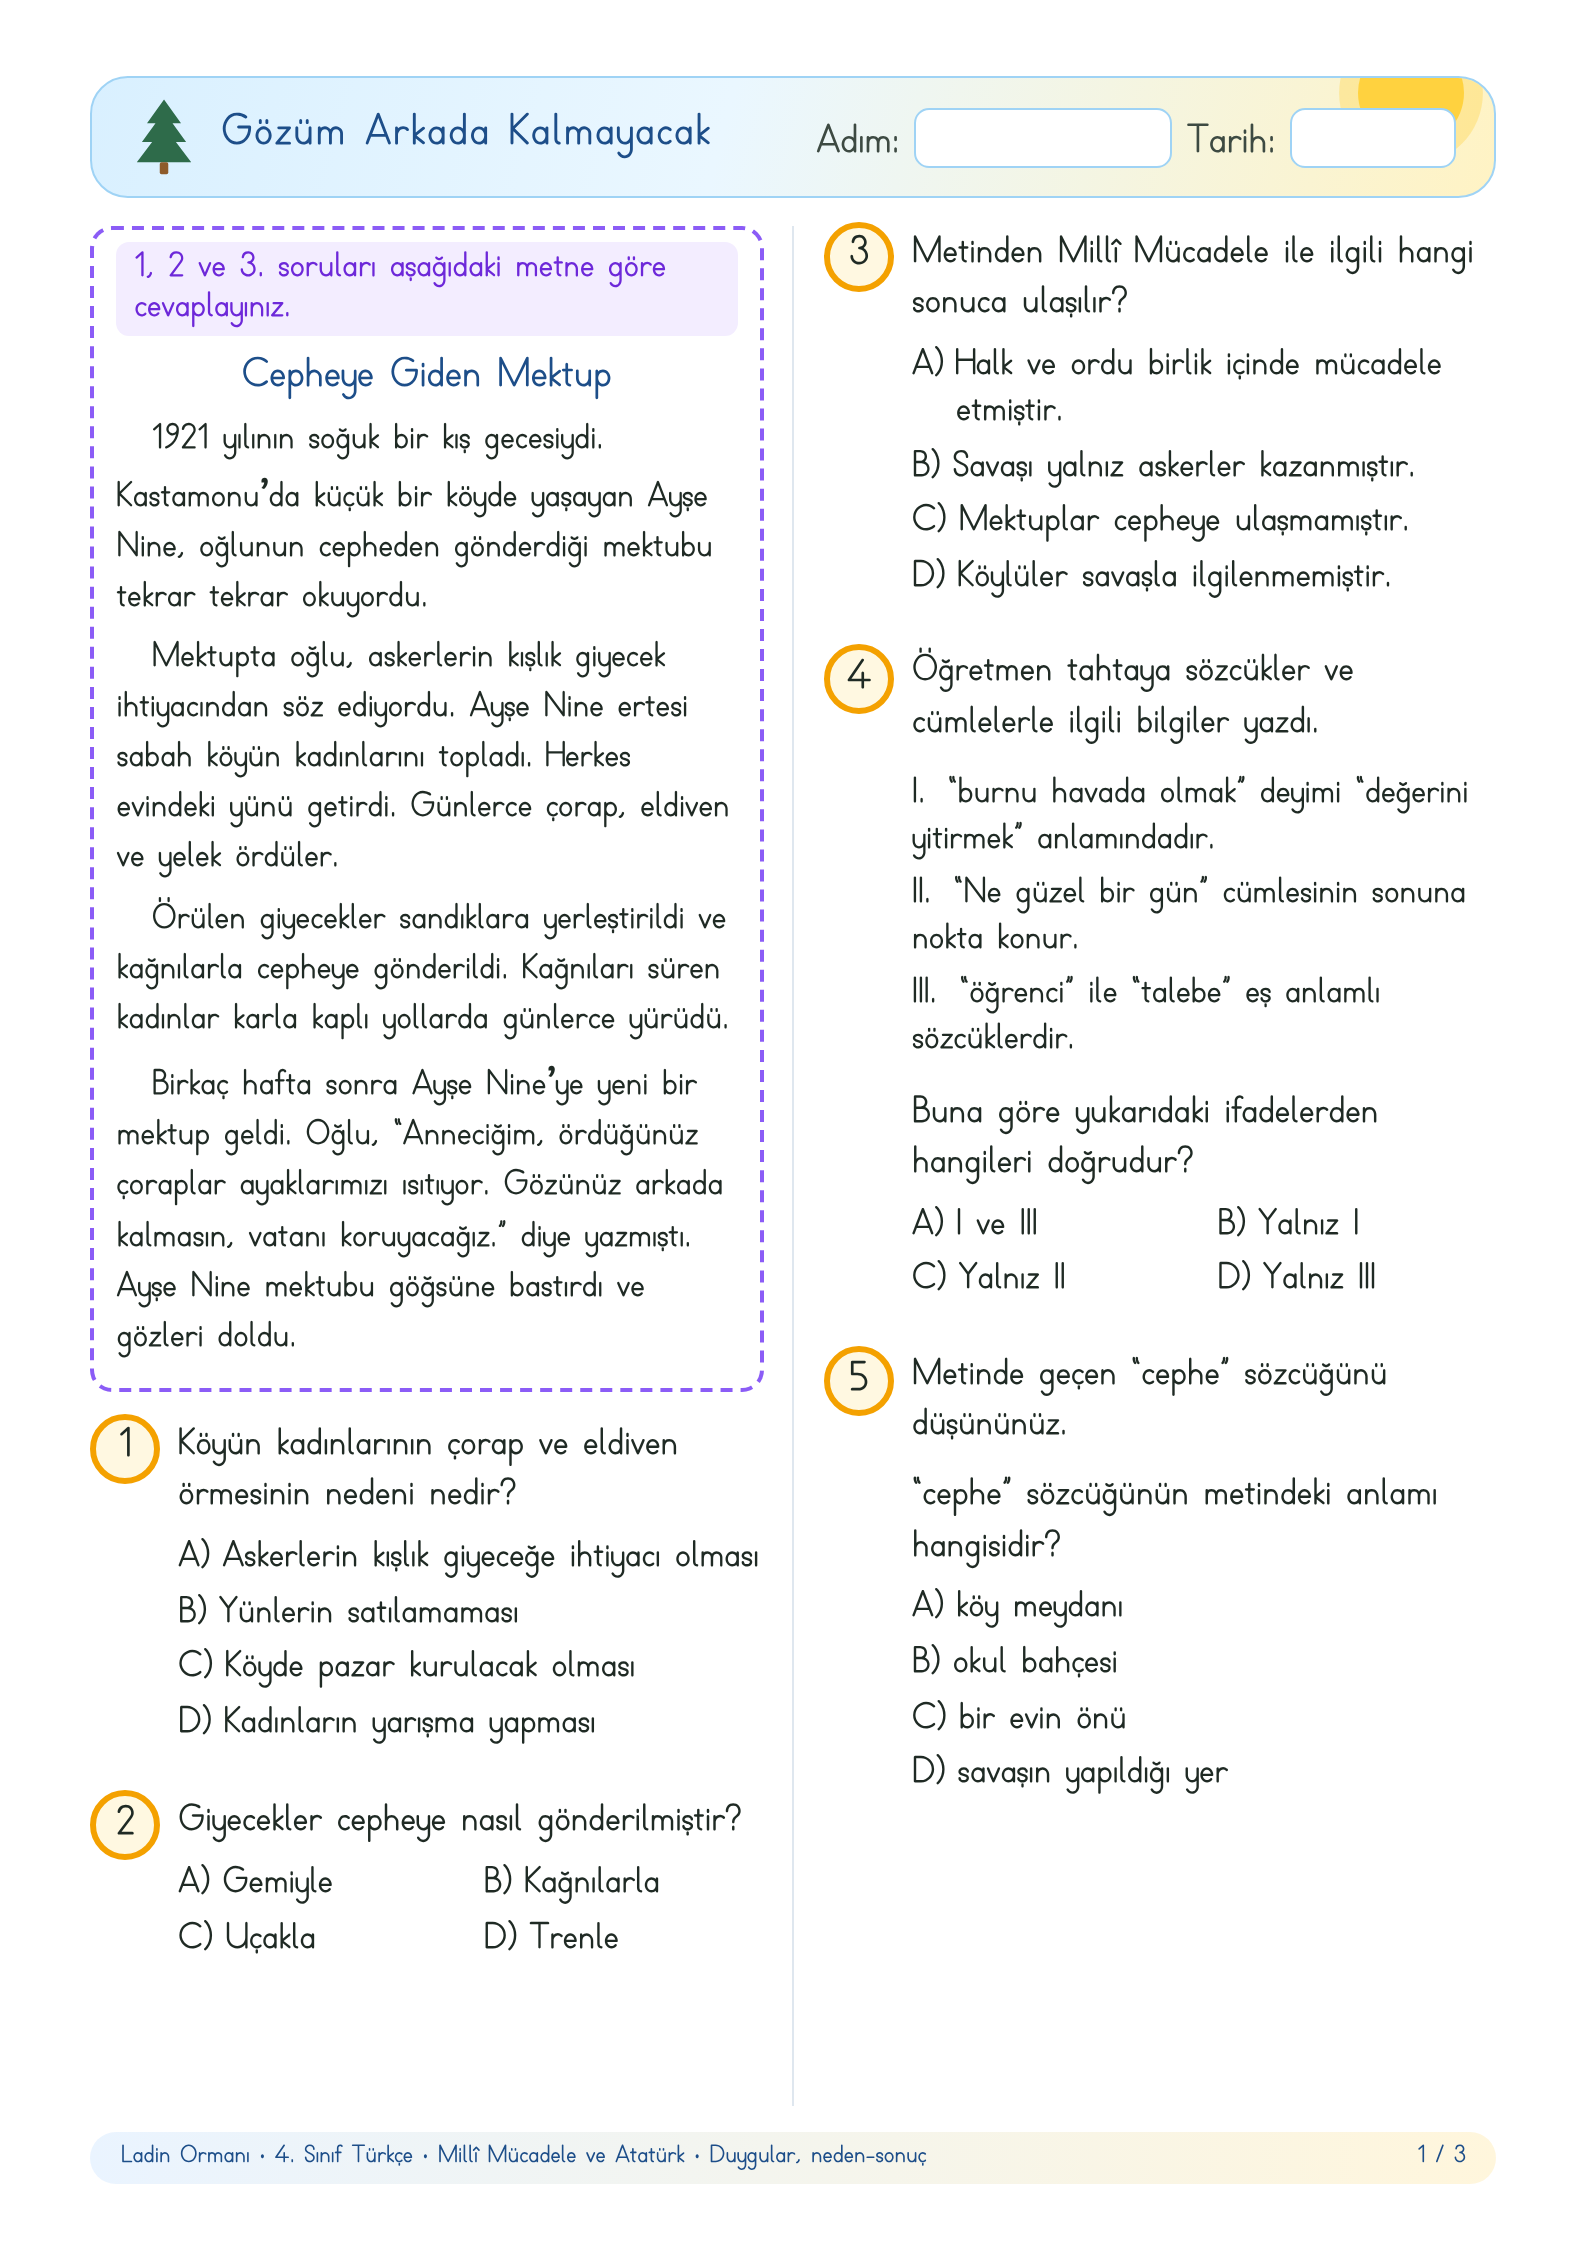 Gözüm Arkada Kalmayacak
Adım:
Tarih:
1, 2 ve 3. soruları aşağıdaki metne göre
cevaplayınız.
Cepheye Giden Mektup
1921 yılının soğuk bir kış gecesiydi.
Kastamonu'da küçük bir köyde yaşayan Ayşe
Nine, oğlunun cepheden gönderdiği mektubu
tekrar tekrar okuyordu.
Mektupta oğlu, askerlerin kışlık giyecek
ihtiyacından söz ediyordu. Ayşe Nine ertesi
sabah köyün kadınlarını topladı. Herkes
evindeki yünü getirdi. Günlerce çorap, eldiven
ve yelek ördüler.
Örülen giyecekler sandıklara yerleştirildi ve
kağnılarla cepheye gönderildi. Kağnıları süren
kadınlar karla kaplı yollarda günlerce yürüdü.
Birkaç hafta sonra Ayşe Nine'ye yeni bir
mektup geldi. Oğlu, “Anneciğim, ördüğünüz
çoraplar ayaklarımızı ısıtıyor. Gözünüz arkada
kalmasın, vatanı koruyacağız.” diye yazmıştı.
Ayşe Nine mektubu göğsüne bastırdı ve
gözleri doldu.
1
Köyün kadınlarının çorap ve eldiven
örmesinin nedeni nedir?
A) Askerlerin kışlık giyeceğe ihtiyacı olması
B) Yünlerin satılamaması
C) Köyde pazar kurulacak olması
D) Kadınların yarışma yapması
2
Giyecekler cepheye nasıl gönderilmiştir?
A) Gemiyle B) Kağnılarla
C) Uçakla D) Trenle
3
Metinden Millî Mücadele ile ilgili hangi
sonuca ulaşılır?
A) Halk ve ordu birlik içinde mücadele
etmiştir.
B) Savaşı yalnız askerler kazanmıştır.
C) Mektuplar cepheye ulaşmamıştır.
D) Köylüler savaşla ilgilenmemiştir.
4
Öğretmen tahtaya sözcükler ve
cümlelerle ilgili bilgiler yazdı.
I. “burnu havada olmak” deyimi “değerini
yitirmek” anlamındadır.
II. “Ne güzel bir gün” cümlesinin sonuna
nokta konur.
III. “öğrenci” ile “talebe” eş anlamlı
sözcüklerdir.
Buna göre yukarıdaki ifadelerden
hangileri doğrudur?
A) I ve III B) Yalnız I
C) Yalnız II D) Yalnız III
5
Metinde geçen “cephe” sözcüğünü
düşününüz.
“cephe” sözcüğünün metindeki anlamı
hangisidir?
A) köy meydanı
B) okul bahçesi
C) bir evin önü
D) savaşın yapıldığı yer
Ladin Ormanı • 4. Sınıf Türkçe • Millî Mücadele ve Atatürk • Duygular, neden-sonuç
1 / 3